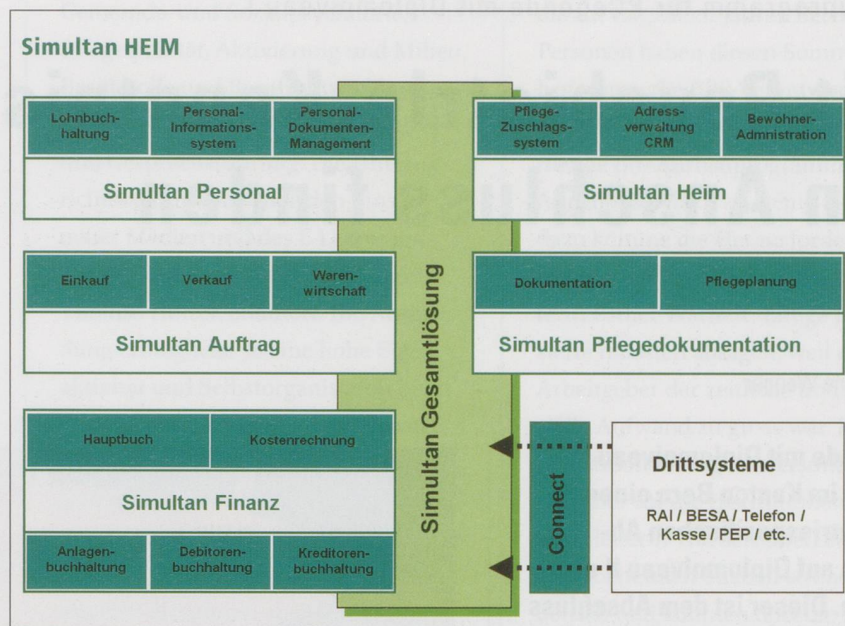 Simultan HEIM
Lohnbuch-
haltung
Personal-
Informations-
system
Personal-
Dokumenten-
Management
Simultan Personal
Pflege-
Zuschlags-
system
Adress-
verwaltung
CRM
Bewohner-
Admnistration
Simultan Heim
Einkauf
Verkauf
Waren-
wirtschaft
Simultan Auftrag
Dokumentation
Pflegeplanung
Simultan Pflegedokumentation
Simultan Gesamtlösung
Hauptbuch
Kostenrechnung
Simultan Finanz
Anlagen-
buchhaltung
Debitoren-
buchhaltung
Kreditoren-
buchhaltung
Connect
Drittsysteme
RAI / BESA / Telefon /
Kasse / PEP / etc.